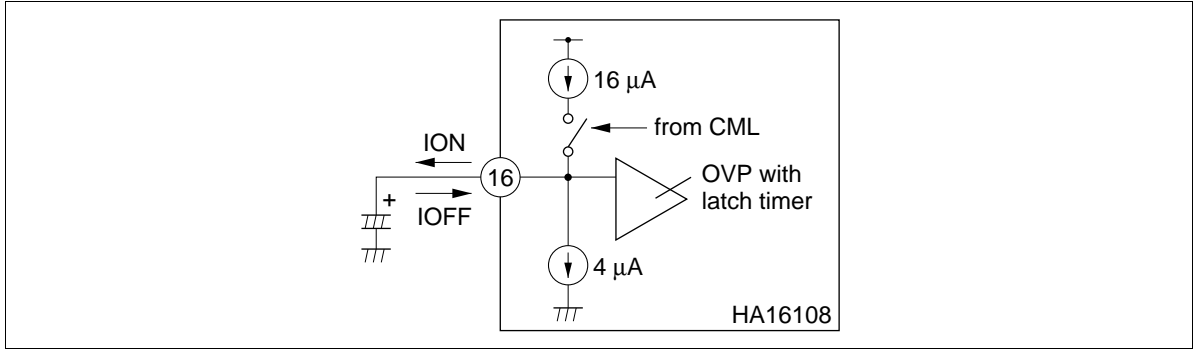 16 μA
from CML
ION
16
OVP with
latch timer
+
IOFF
4 μA
HA16108